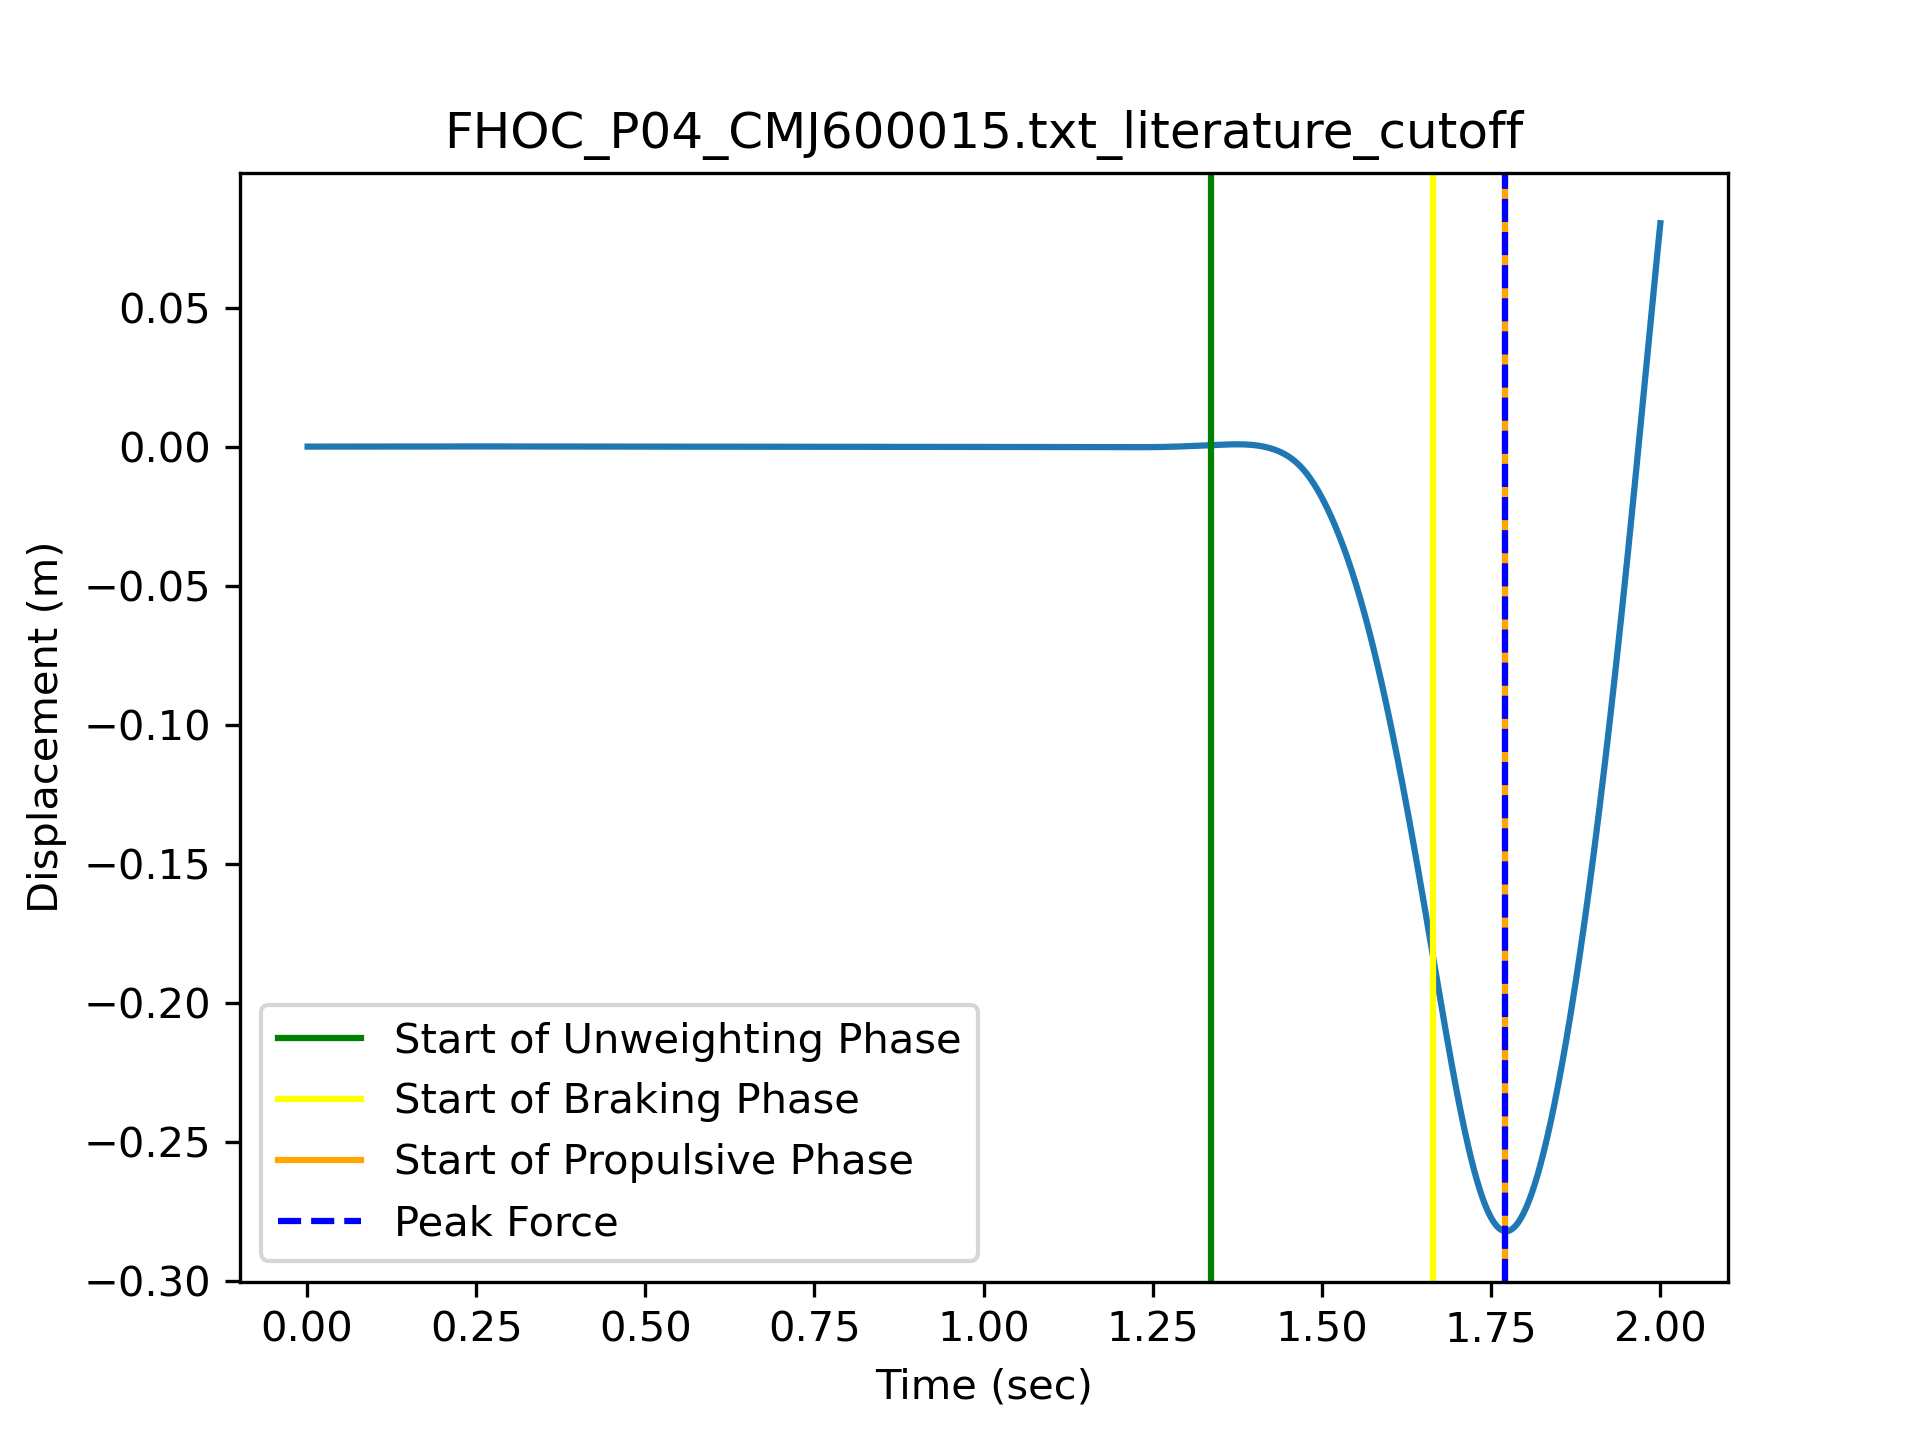 FHOC_P04_CMJ600015.txt_literature_cutoff
0.05
0.00
−0.05
−0.10
−0.15
−0.20
−0.25
−0.30
Displacement (m)
Start of Unweighting Phase
Start of Braking Phase
Start of Propulsive Phase
Peak Force
0.00 0.25 0.50 0.75 1.00 1.25 1.50 1.75 2.00
Time (sec)